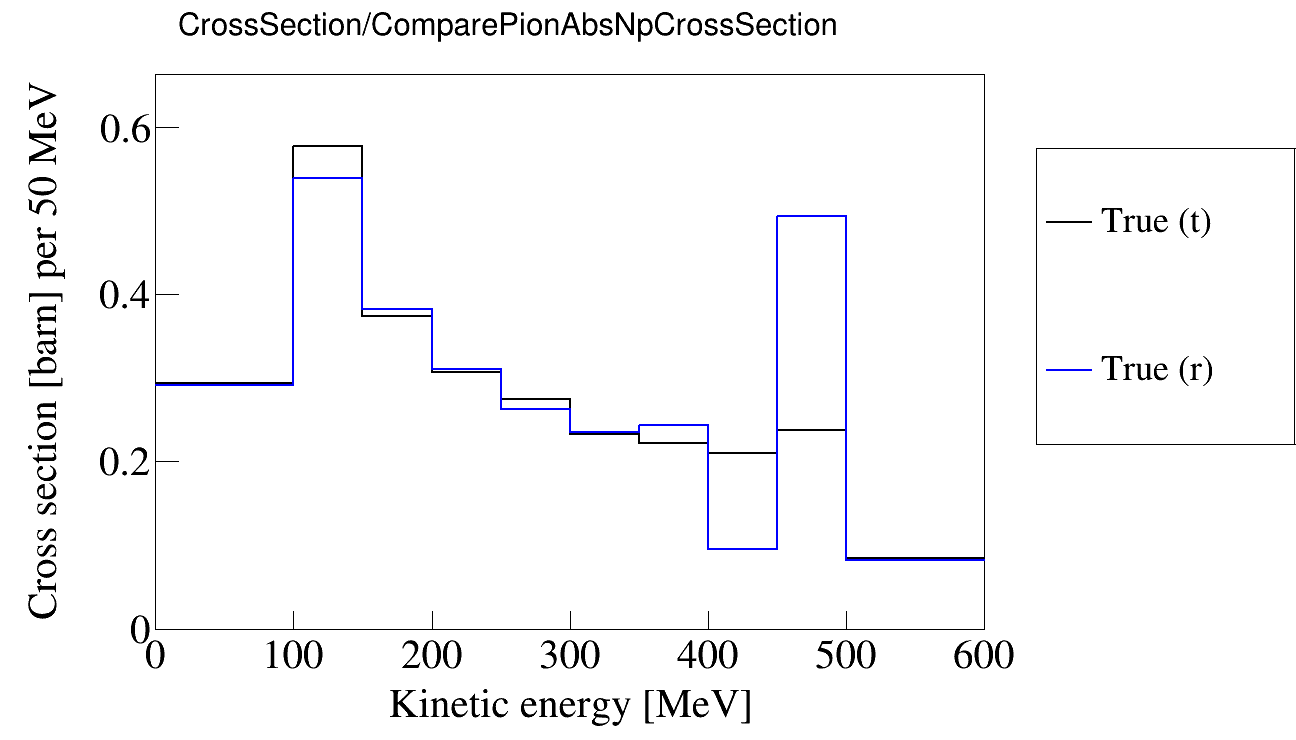 CrossSection/ComparePionAbsNpCrossSection
Cross section [barn] per 50 MeV
0.6
0.4
0.2
0
0 100 200 300 400 500 600
Kinetic energy [MeV]
True (t)
True (r)